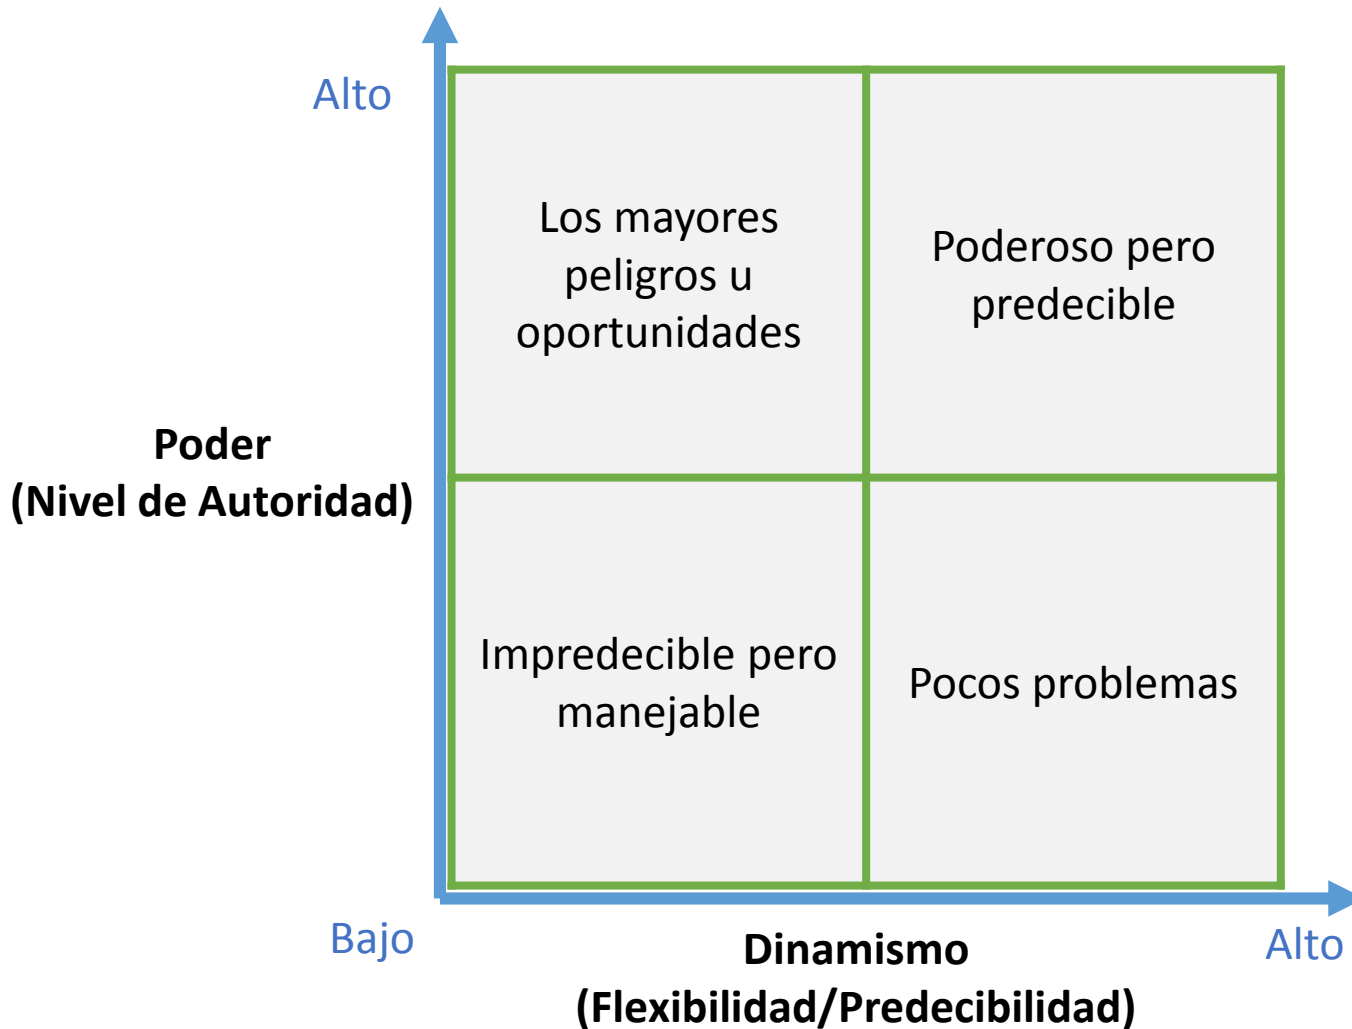 Alto
Los mayores
peligros u
oportunidades
Poderoso pero
predecible
Poder
(Nivel de Autoridad)
Impredecible pero
manejable
Pocos problemas
Bajo
Dinamismo
(Flexibilidad/Predecibilidad)
Alto